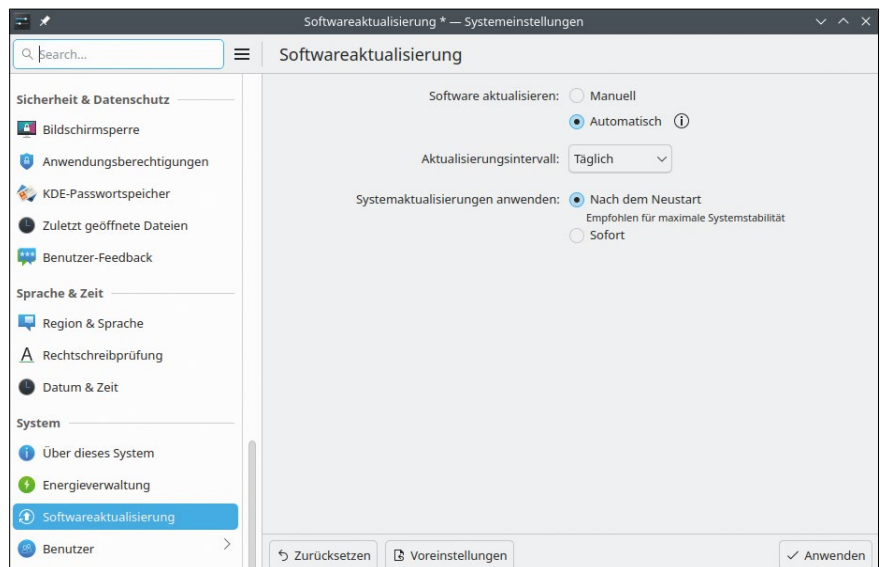 Softwareaktualisierung * — Systemeinstellungen
Search...
Softwareaktualisierung
Sicherheit & Datenschutz
Bildschirmsperre
Anwendungsberechtigungen
KDE-Passwortspeicher
Zuletzt geöffnete Dateien
Benutzer-Feedback
Sprache & Zeit
Region & Sprache
Rechtschreibprüfung
Datum & Zeit
System
Über dieses System
Energieverwaltung
Softwareaktualisierung
Benutzer
Software aktualisieren: Manuell
Automatisch
Aktualisierungsintervall: Täglich
Systemaktualisierungen anwenden: Nach dem Neustart
Empfohlen für maximale Systemstabilität
Sofort
Zurücksetzen Voreinstellungen Anwenden